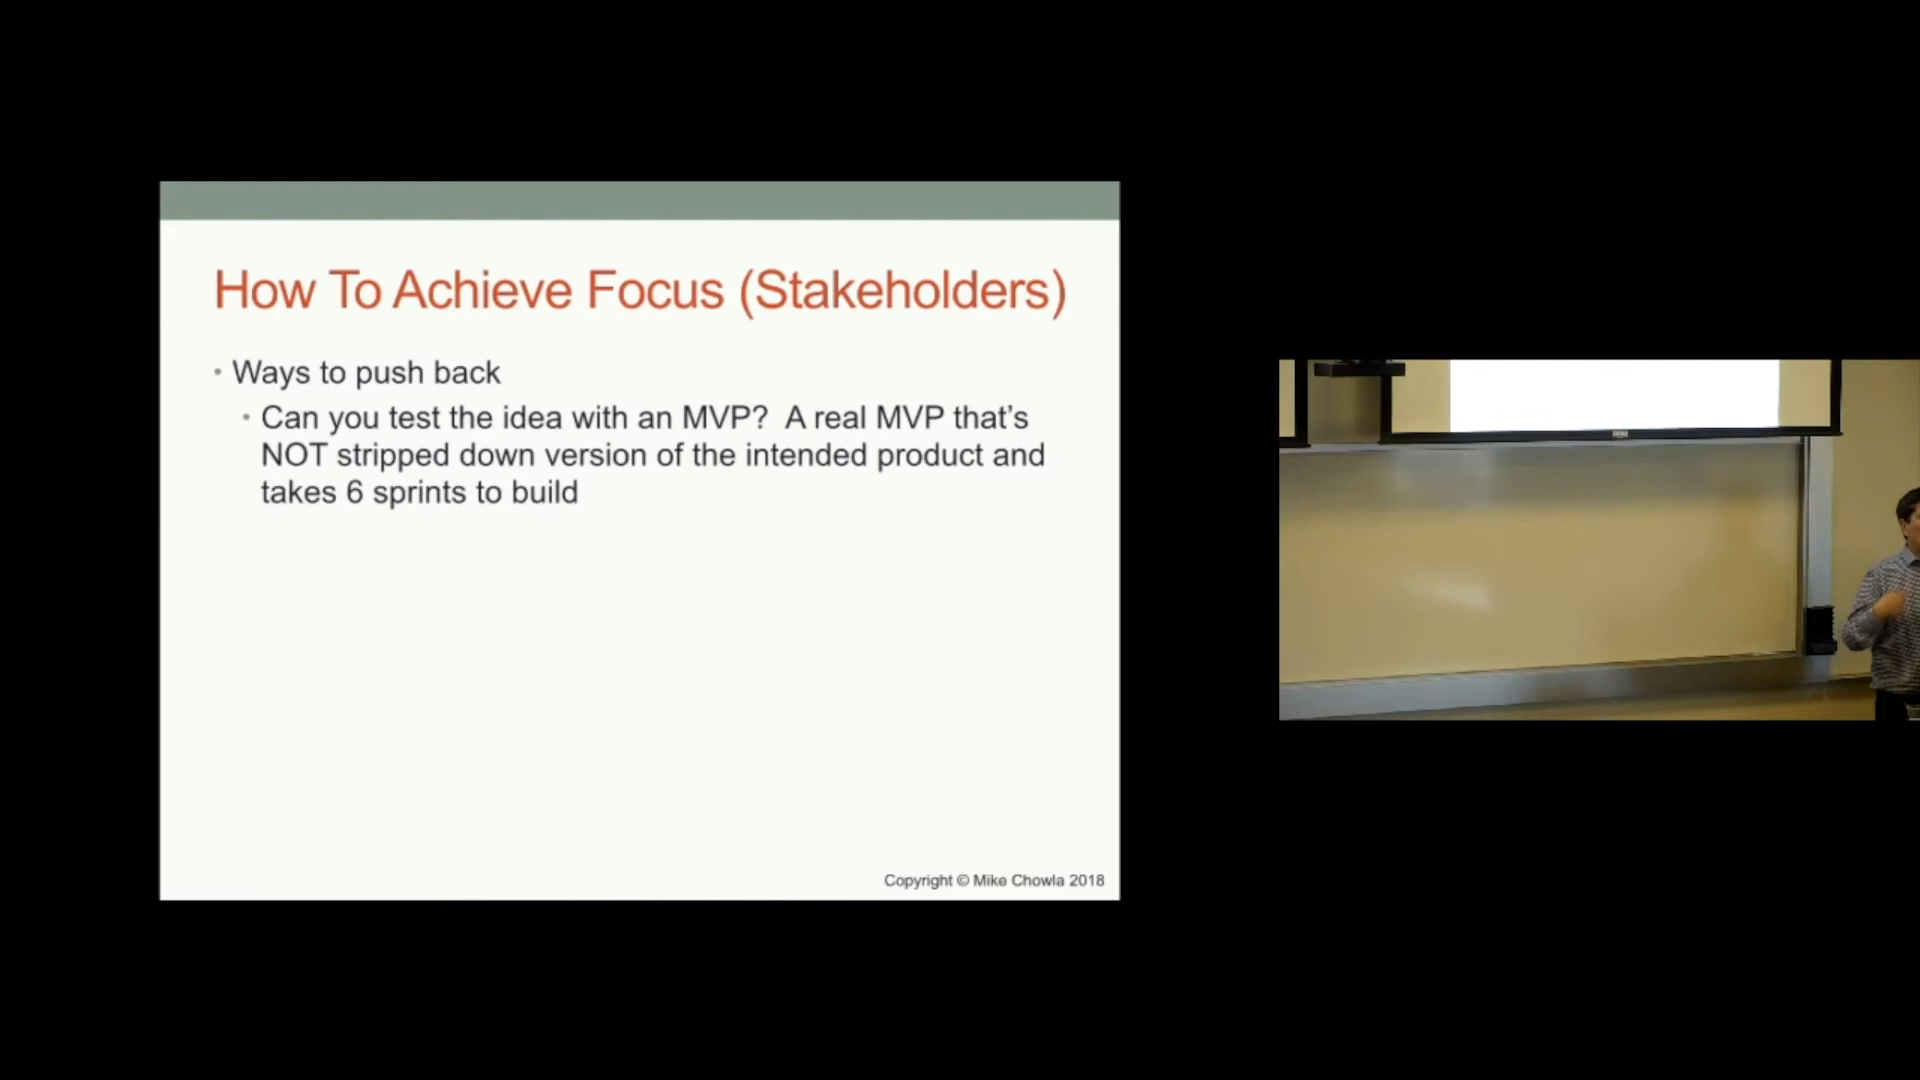 How To Achieve Focus (Stakeholders)
• Ways to push back
• Can you test the idea with an MVP?  A real MVP that’s
NOT stripped down version of the intended product and
takes 6 sprints to build
Copyright © Mike Chowla 2018